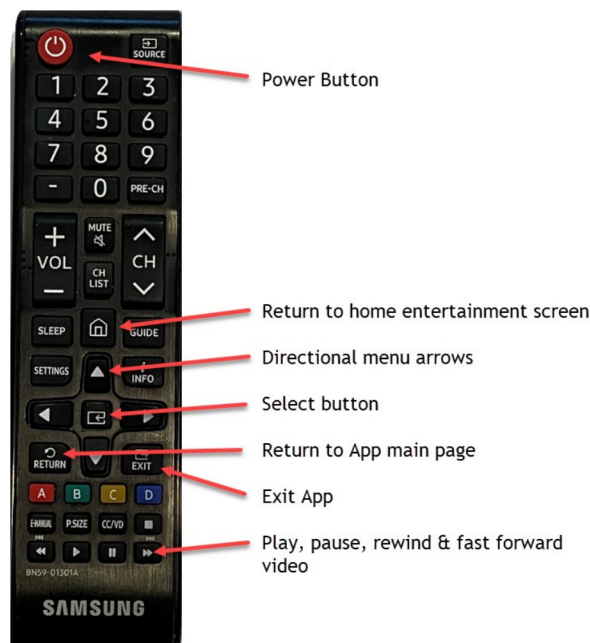 SOURCE
Power Button
1 2 3
4 5 6
7 8 9
- 0 PRE-CH
+ MUTE
VOL CH
CH LIST
−
Return to home entertainment screen
SLEEP GUIDE
Directional menu arrows
SETTINGS INFO
Select button
Return to App main page
RETURN EXIT
Exit App
A B C D
E-MANUAL P.SIZE CC/VD
Play, pause, rewind & fast forward
video
BN59-01301A
SAMSUNG